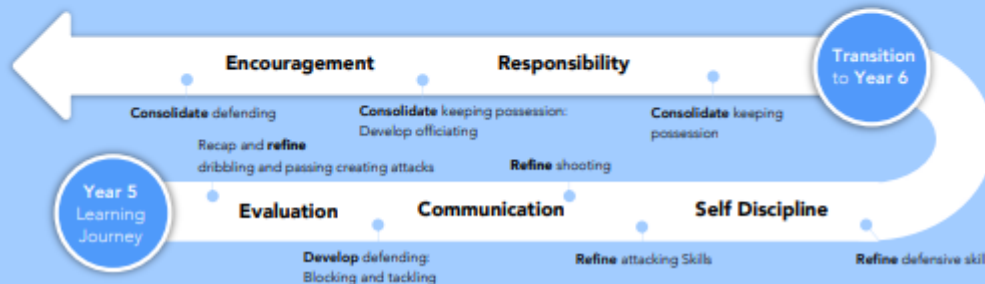 Encouragement
Responsibility
Transition
to Year 6
Consolidate defending
Consolidate keeping possession:
Develop officiating
Consolidate keeping
possession
Recap and refine
dribbling and passing creating attacks
Refine shooting
Year 5
Learning
Journey
Evaluation
Communication
Self Discipline
Develop defending:
Blocking and tackling
Refine attacking Skills
Refine defensive skil